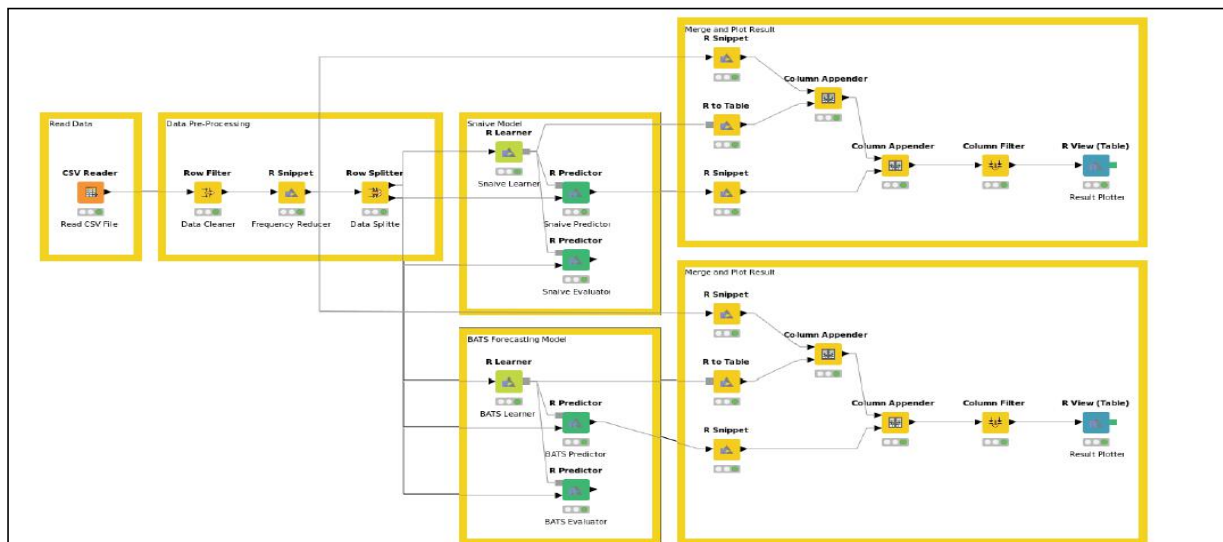 Read Data
CSV Reader
Read CSV File
Data Pre-Processing
Row Filter
Data Cleaner
R Snippet
Frequency Reducer
Row Splitter
Data Splitte
Snaive Model
R Learner
Snaive Learner
R Predictor
Snaive Predictor
R Predictor
Snaive Evaluator
Merge and Plot Result
R Snippet
Column Appender
R to Table
R Snippet
Column Appender
Column Filter
R View (Table)
Result Plotter
BATS Forecasting Model
R Learner
BATS Learner
R Predictor
BATS Predictor
R Predictor
BATS Evaluator
Merge and Plot Result
R Snippet
Column Appender
R to Table
R Snippet
Column Appender
Column Filter
R View (Table)
Result Plotter